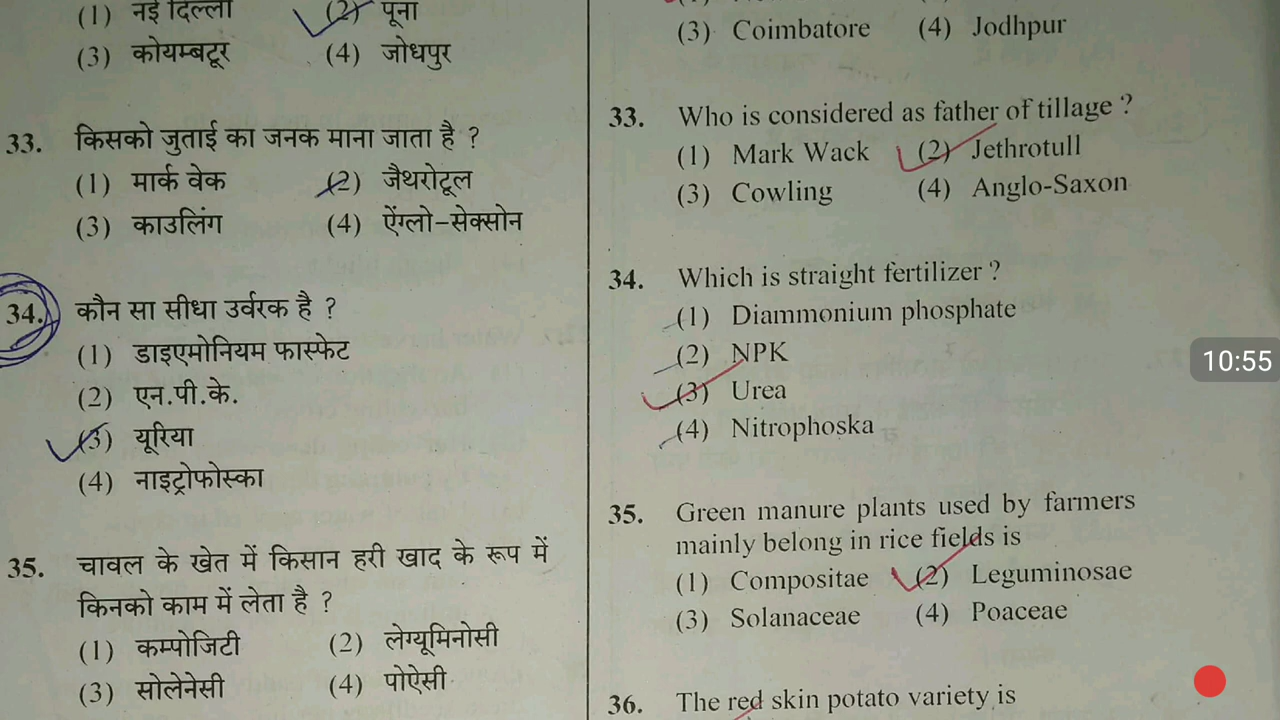 (1) नई दिल्ली (2) पूना
(3) कोयम्बटूर (4) जोधपुर
33. किसको जुताई का जनक माना जाता है ?
(1) मार्क वेक (2) जैथरोटूल
(3) काउलिंग (4) ऐंग्लो-सेक्सोन
34. कौन सा सीधा उर्वरक है ?
(1) डाइएमोनियम फास्फेट
(2) एन.पी.के.
(3) यूरिया
(4) नाइट्रोफोस्का
35. चावल के खेत में किसान हरी खाद के रूप में
किनको काम में लेता है ?
(1) कम्पोजिटी (2) लेग्यूमिनोसी
(3) सोलेनेसी (4) पोऐसी
(3) Coimbatore (4) Jodhpur
33. Who is considered as father of tillage ?
(1) Mark Wack (2) Jethrotull
(3) Cowling (4) Anglo-Saxon
34. Which is straight fertilizer ?
(1) Diammonium phosphate
(2) NPK
(3) Urea
(4) Nitrophoska
35. Green manure plants used by farmers
mainly belong in rice fields is
(1) Compositae (2) Leguminosae
(3) Solanaceae (4) Poaceae
36. The red skin potato variety is
10:55